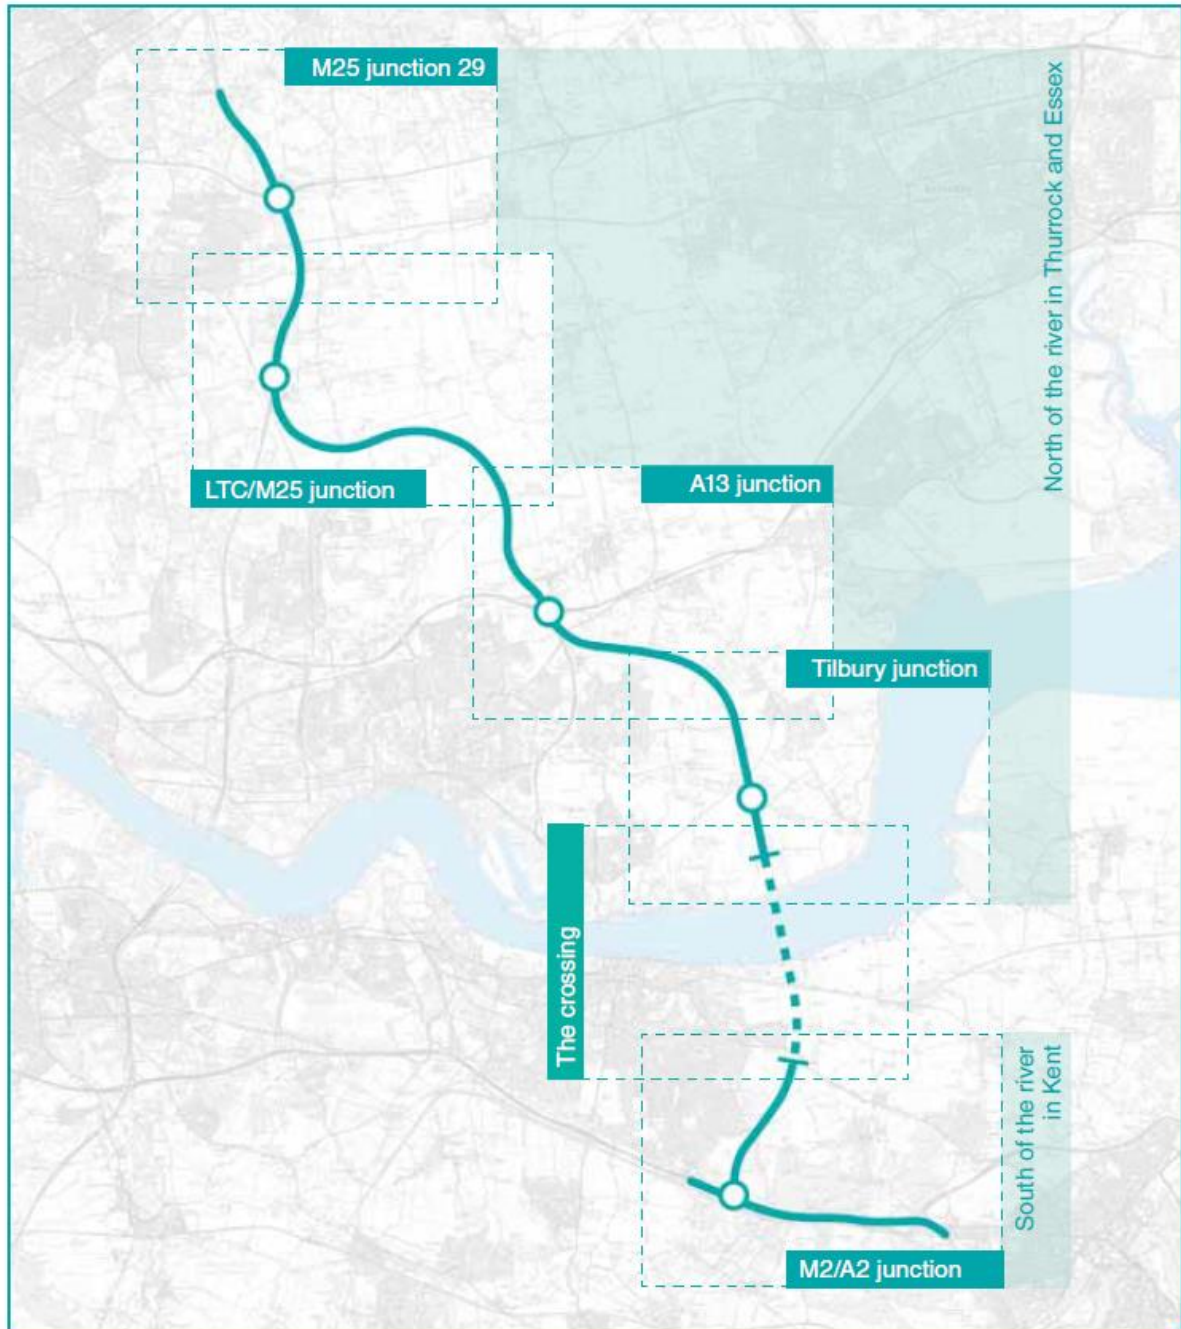 M25 junction 29
North of the river in Thurrock and Essex
LTC/M25 junction
A13 junction
Tilbury junction
The crossing
South of the river
in Kent
M2/A2 junction